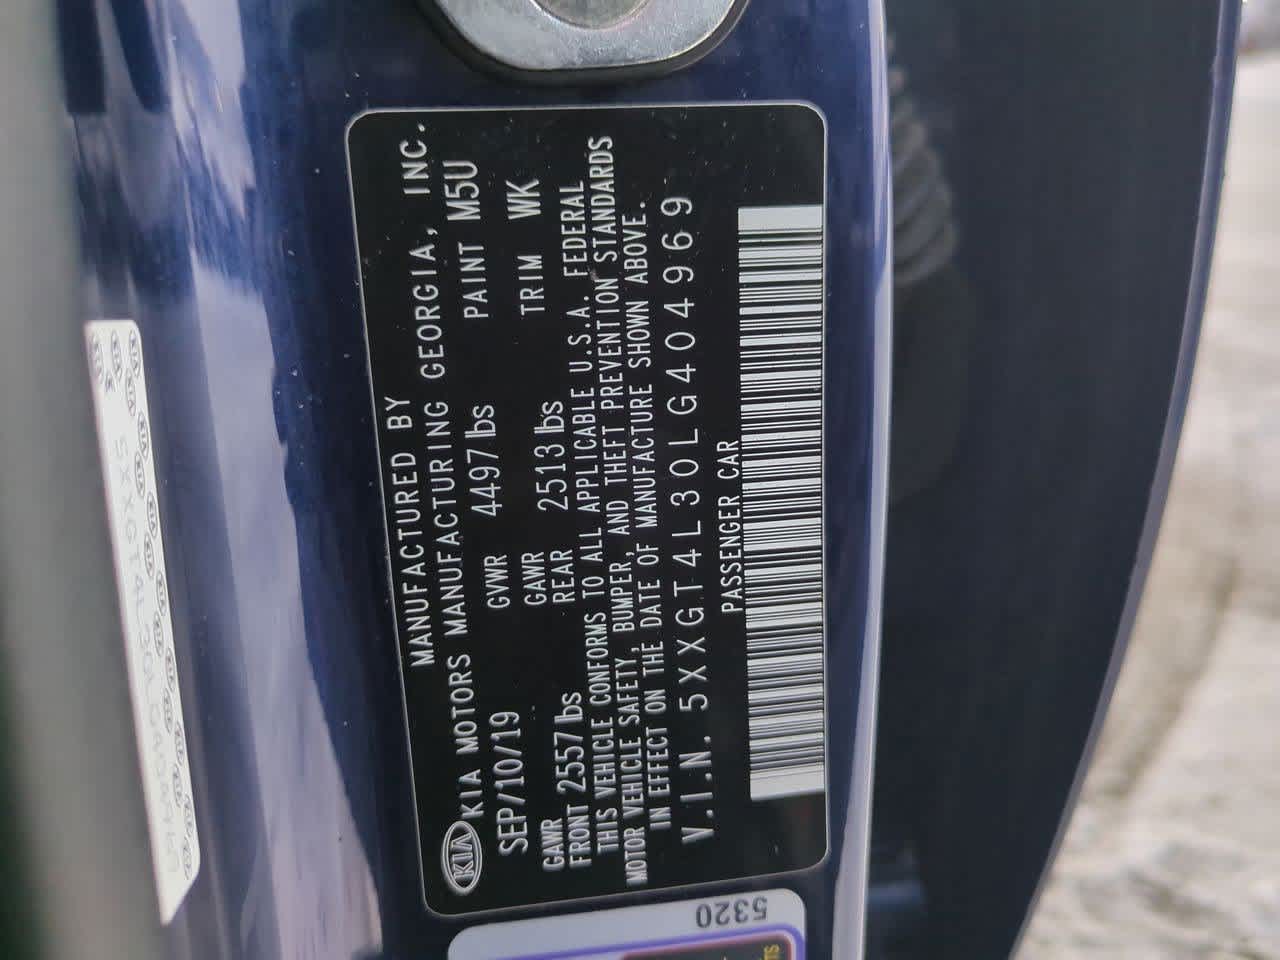 MANUFACTURED BY
KIA KIA MOTORS MANUFACTURING GEORGIA, INC.
SEP/10/19 GVWR 4497 lbs PAINT M5U
GAWR FRONT 2557 lbs GAWR REAR 2513 lbs TRIM WK
THIS VEHICLE CONFORMS TO ALL APPLICABLE U.S.A. FEDERAL
MOTOR VEHICLE SAFETY, BUMPER, AND THEFT PREVENTION STANDARDS
IN EFFECT ON THE DATE OF MANUFACTURE SHOWN ABOVE.
V.I.N. 5XXGT4L30LG404969
PASSENGER CAR
5320